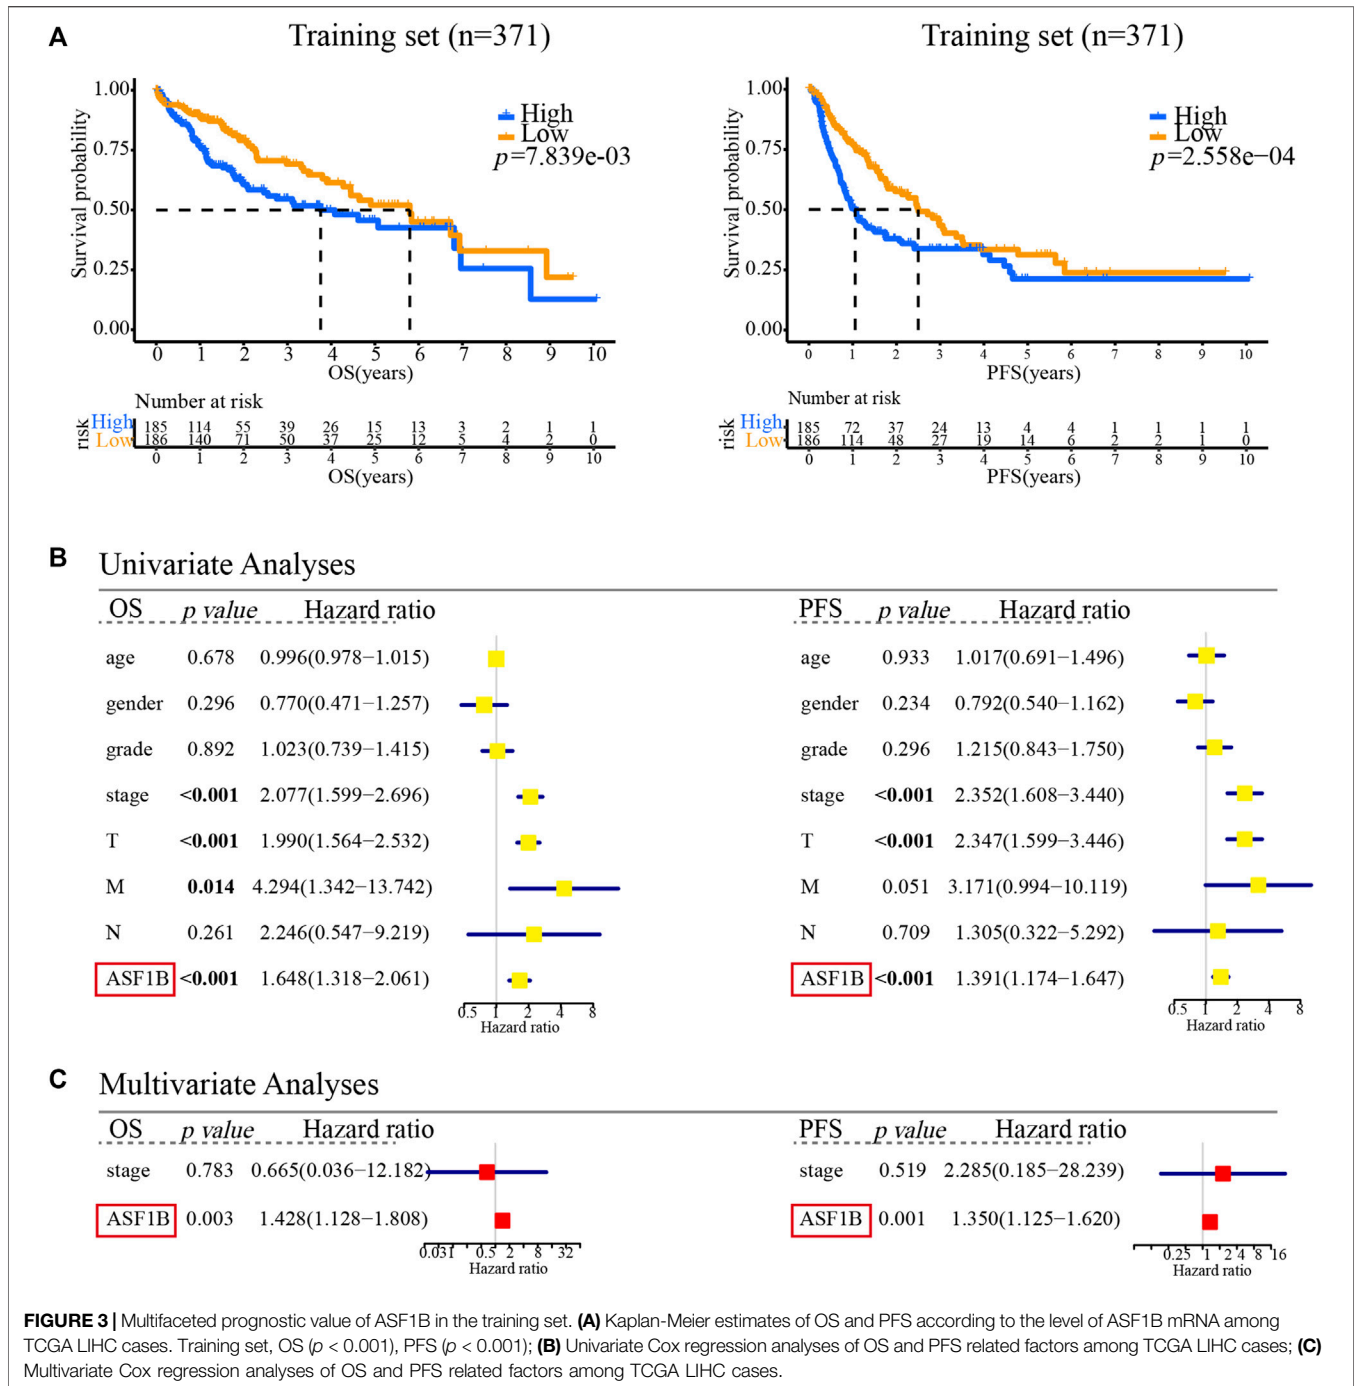 A
Training set (n=371)
Survival probability
1.00
0.75
0.50
0.25
0.00
High
Low
p=7.839e-03
0 1 2 3 4 5 6 7 8 9 10
OS(years)
Number at risk
risk
High 185 114 55 39 26 15 13 3 2 1 1
Low 186 140 71 50 37 25 12 5 4 2 0
0 1 2 3 4 5 6 7 8 9 10
OS(years)
Training set (n=371)
Survival probability
1.00
0.75
0.50
0.25
0.00
High
Low
p=2.558e−04
0 1 2 3 4 5 6 7 8 9 10
PFS(years)
Number at risk
risk
High 185 72 37 24 13 4 4 1 1 1 1
Low 186 114 48 27 19 14 6 2 2 1 0
0 1 2 3 4 5 6 7 8 9 10
PFS(years)
B
Univariate Analyses
OS p value Hazard ratio
age 0.678 0.996(0.978−1.015)
gender 0.296 0.770(0.471−1.257)
grade 0.892 1.023(0.739−1.415)
stage <0.001 2.077(1.599−2.696)
T <0.001 1.990(1.564−2.532)
M 0.014 4.294(1.342−13.742)
N 0.261 2.246(0.547−9.219)
ASF1B <0.001 1.648(1.318−2.061)
0.5 1 2 4 8
Hazard ratio
PFS p value Hazard ratio
age 0.933 1.017(0.691−1.496)
gender 0.234 0.792(0.540−1.162)
grade 0.296 1.215(0.843−1.750)
stage <0.001 2.352(1.608−3.440)
T <0.001 2.347(1.599−3.446)
M 0.051 3.171(0.994−10.119)
N 0.709 1.305(0.322−5.292)
ASF1B <0.001 1.391(1.174−1.647)
0.5 1 2 4 8
Hazard ratio
C
Multivariate Analyses
OS p value Hazard ratio
stage 0.783 0.665(0.036−12.182)
ASF1B 0.003 1.428(1.128−1.808)
0.031 0.5 2 8 32
Hazard ratio
PFS p value Hazard ratio
stage 0.519 2.285(0.185−28.239)
ASF1B 0.001 1.350(1.125−1.620)
0.25 1 2 4 8 16
Hazard ratio
FIGURE 3 | Multifaceted prognostic value of ASF1B in the training set. (A) Kaplan-Meier estimates of OS and PFS according to the level of ASF1B mRNA among
TCGA LIHC cases. Training set, OS (p < 0.001), PFS (p < 0.001); (B) Univariate Cox regression analyses of OS and PFS related factors among TCGA LIHC cases; (C)
Multivariate Cox regression analyses of OS and PFS related factors among TCGA LIHC cases.